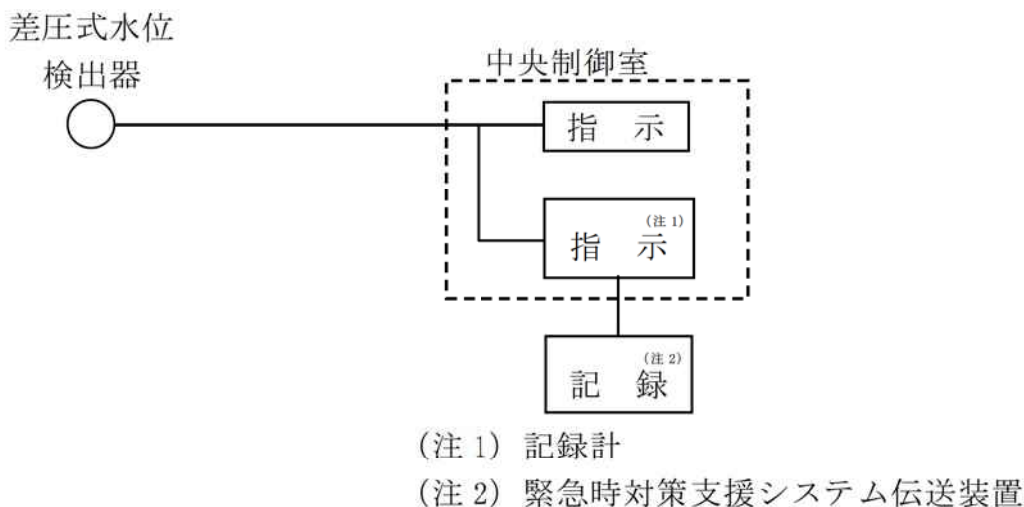 差圧式水位
検出器
中央制御室
指 示
指 示(注1)
記 録(注2)
(注1) 記録計
(注2) 緊急時対策支援システム伝送装置